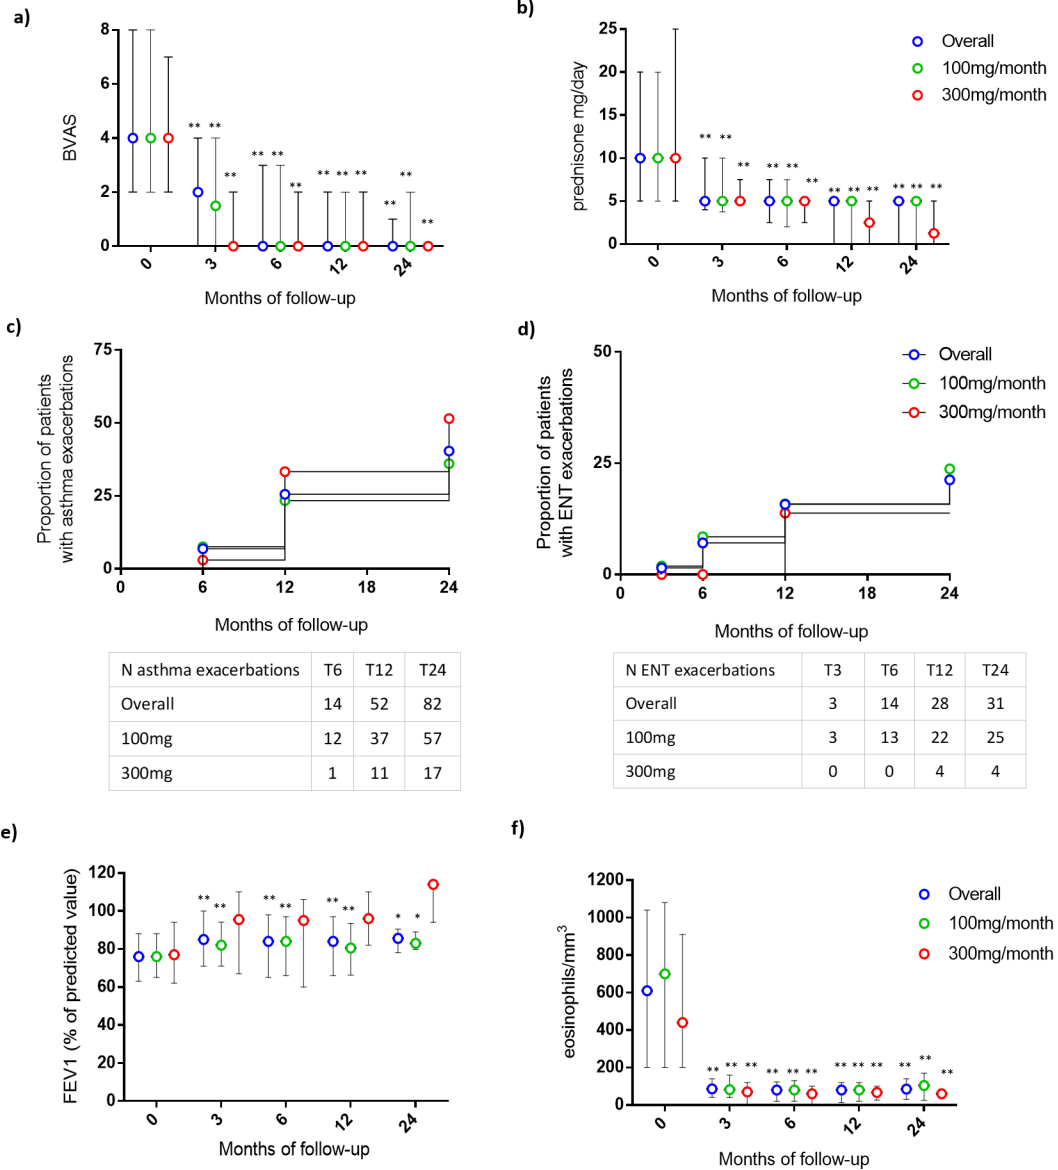 a)
8
6
4
2
0
BVAS
** **
**
** **
**
** ** **
**
**
**
0 3 6 12 24
Months of follow-up
b)
25
20
15
10
5
0
prednisone mg/day
** **
**
** **
**
** ** **
** ** **
0 3 6 12 24
Months of follow-up
Overall
100mg/month
300mg/month
c)
75
50
25
0
Proportion of patients
with asthma exacerbations
0 6 12 18 24
Months of follow-up
d)
50
25
0
Proportion of patients
with ENT exacerbations
0 6 12 18 24
Months of follow-up
Overall
100mg/month
300mg/month
N asthma exacerbations T6 T12 T24
Overall 14 52 82
100mg 12 37 57
300mg 1 11 17
N ENT exacerbations T3 T6 T12 T24
Overall 3 14 28 31
100mg 3 13 22 25
300mg 0 0 4 4
e)
120
100
80
60
40
20
0
FEV1 (% of predicted value)
** **
** **
** **
* *
0 3 6 12 24
Months of follow-up
f)
1200
1000
800
600
400
200
0
eosinophils/mm3
** ** **
** ** **
** ** **
** ** **
0 3 6 12 24
Months of follow-up
Overall
100mg/month
300mg/month